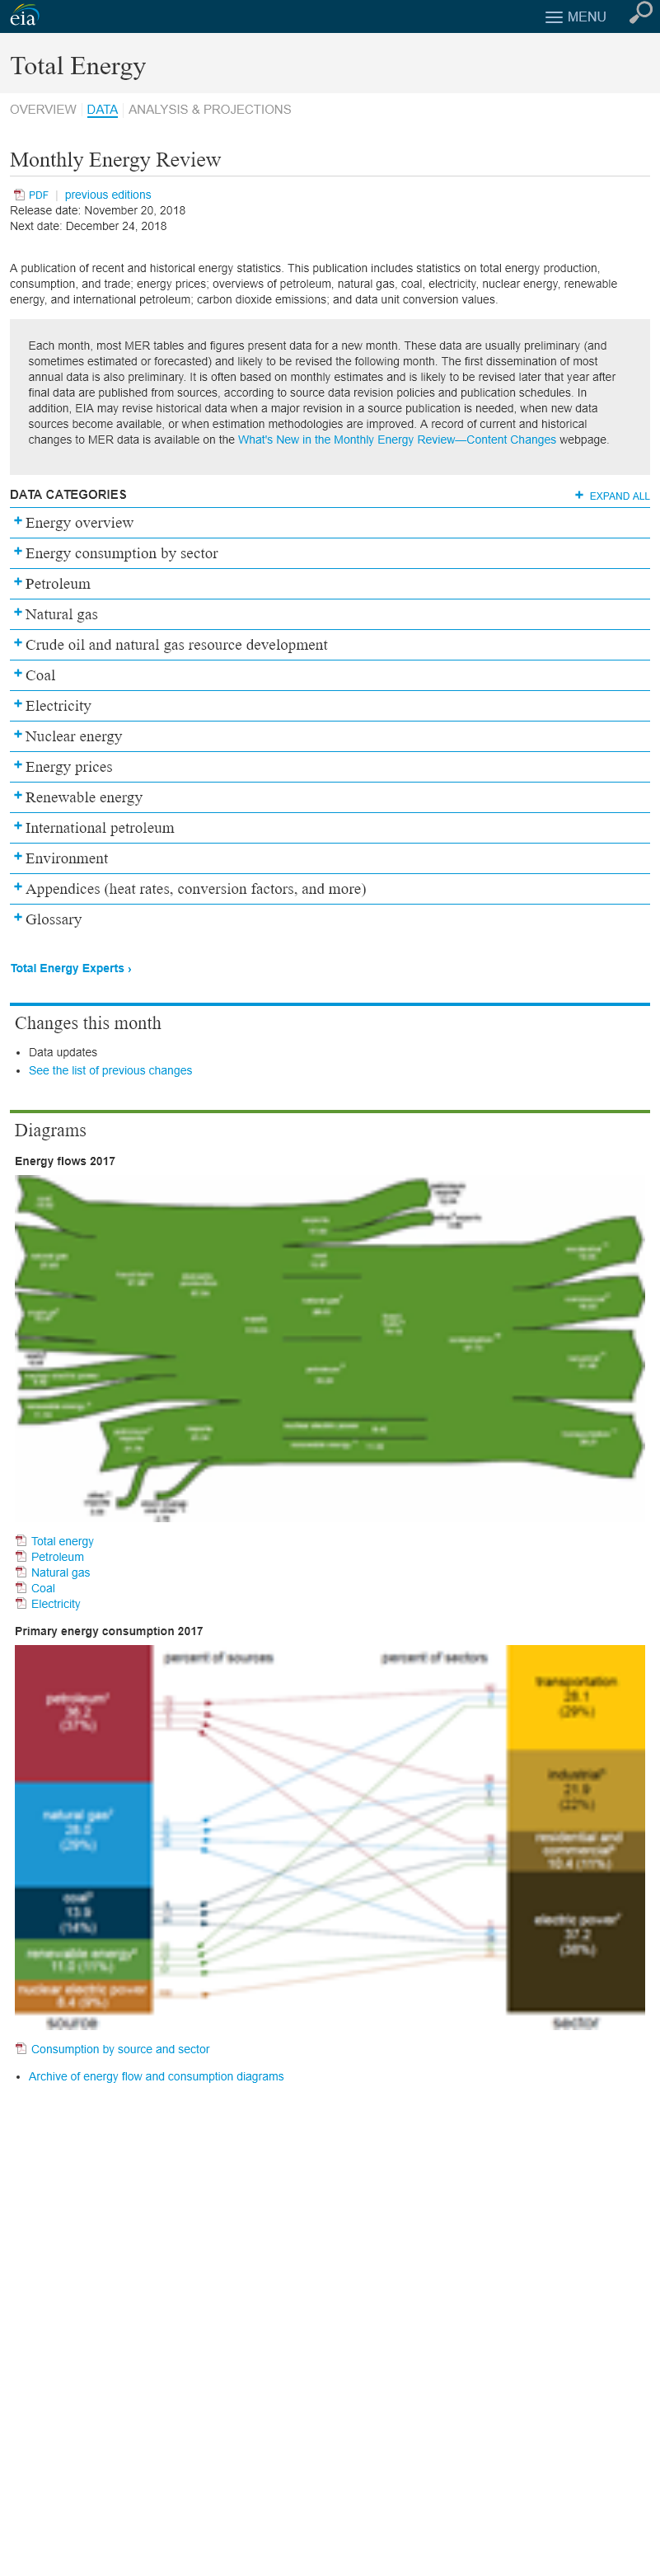 eia
MENU
Total Energy
OVERVIEW DATA ANALYSIS & PROJECTIONS
Monthly Energy Review
PDF | previous editions
Release date: November 20, 2018
Next date: December 24, 2018
A publication of recent and historical energy statistics. This publication includes statistics on total energy production,
consumption, and trade; energy prices; overviews of petroleum, natural gas, coal, electricity, nuclear energy, renewable
energy, and international petroleum; carbon dioxide emissions; and data unit conversion values.
Each month, most MER tables and figures present data for a new month. These data are usually preliminary (and
sometimes estimated or forecasted) and likely to be revised the following month. The first dissemination of most
annual data is also preliminary. It is often based on monthly estimates and is likely to be revised later that year after
final data are published from sources, according to source data revision policies and publication schedules. In
addition, EIA may revise historical data when a major revision in a source publication is needed, when new data
sources become available, or when estimation methodologies are improved. A record of current and historical
changes to MER data is available on the What's New in the Monthly Energy Review—Content Changes webpage.
DATA CATEGORIES
+ EXPAND ALL
+ Energy overview
+ Energy consumption by sector
+ Petroleum
+ Natural gas
+ Crude oil and natural gas resource development
+ Coal
+ Electricity
+ Nuclear energy
+ Energy prices
+ Renewable energy
+ International petroleum
+ Environment
+ Appendices (heat rates, conversion factors, and more)
+ Glossary
Total Energy Experts ›
Changes this month
• Data updates
• See the list of previous changes
Diagrams
Energy flows 2017
Total energy
Petroleum
Natural gas
Coal
Electricity
Primary energy consumption 2017
percent of sources
percent of sectors
petroleum
36.2
(37%)
natural gas
28.0
(29%)
coal
13.9
(14%)
renewable energy
11.0 (11%)
nuclear electric power
8.4 (9%)
source
transportation
28.1
(29%)
industrial
21.9
(22%)
residential and
commercial
10.4 (11%)
electric power
37.2
(38%)
sector
Consumption by source and sector
• Archive of energy flow and consumption diagrams